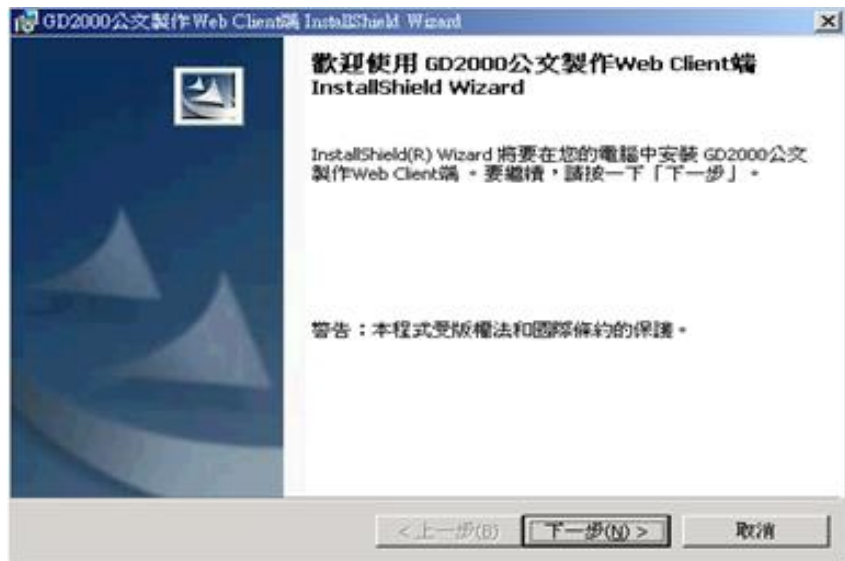 GD2000公文製作Web Client端 InstallShield Wizard
歡迎使用 GD2000公文製作Web Client端
InstallShield Wizard
InstallShield(R) Wizard 將要在您的電腦中安裝 GD2000公文
製作Web Client端 。要繼續，請按一下「下一步」。
警告：本程式受版權法和國際條約的保護。
<上一步(B)
下一步(N) >
取消